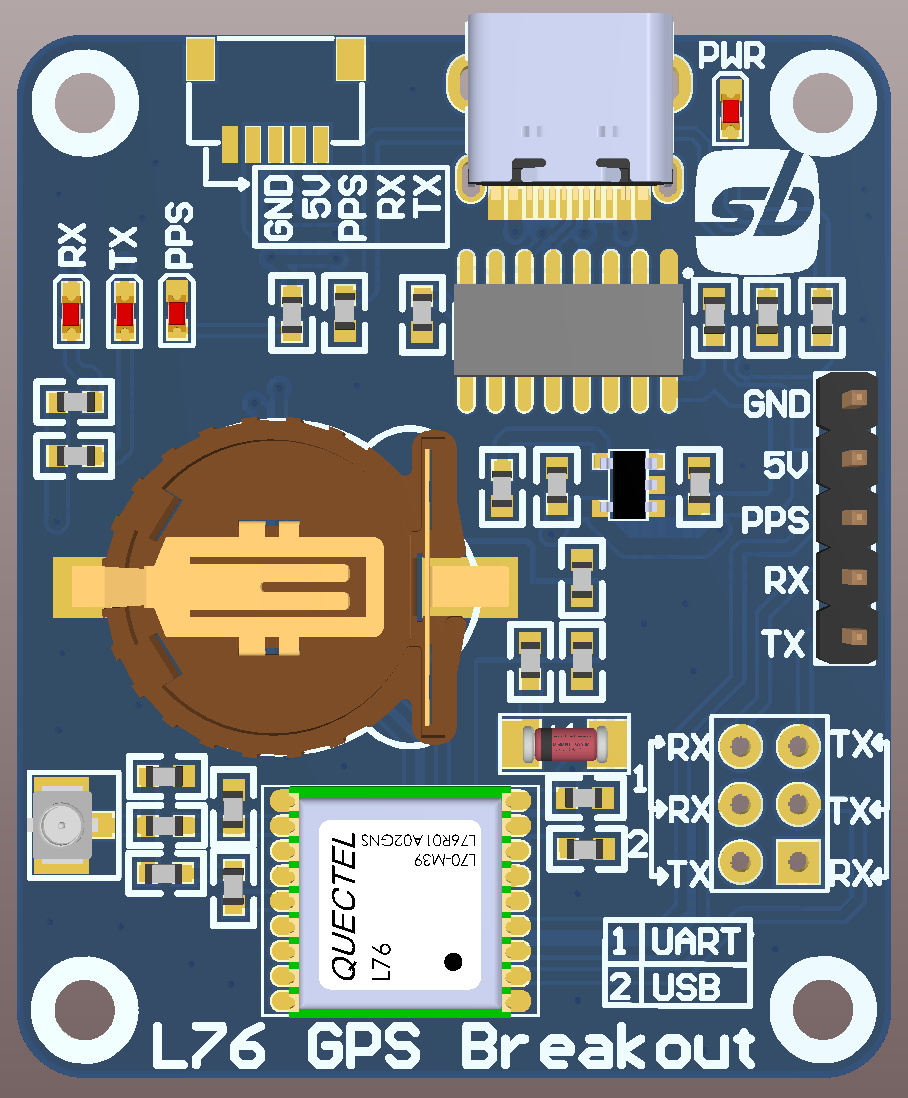 PWR
GND
5V
PPS
RX
TX
sb
RX
TX
PPS
GND
5V
PPS
RX
TX
RX TX
1
RX TX
2
TX RX
QUECTEL
L76
L70-M39
L76R01A02GNS
1 UART
2 USB
L76 GPS Breakout